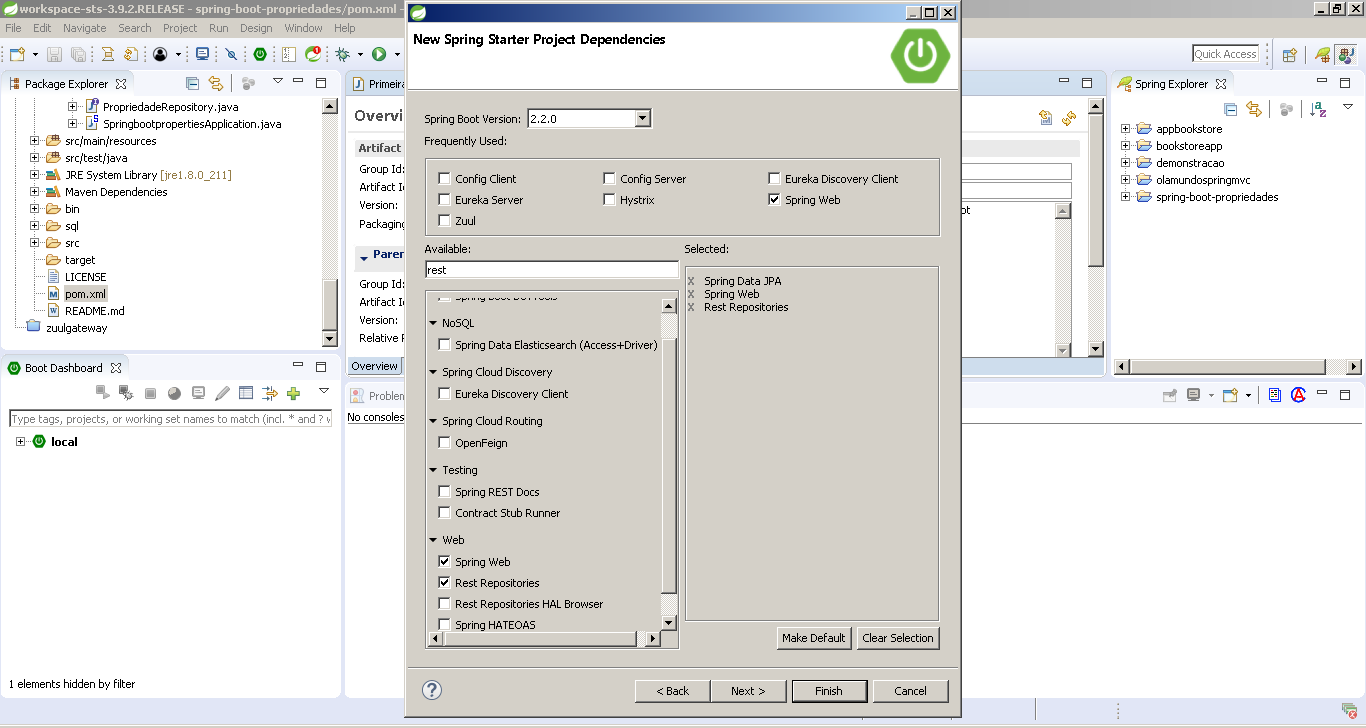 workspace-sts-3.9.2.RELEASE - spring-boot-propriedades/pom.xml -
File Edit Navigate Search Project Run Design Window Help
Quick Access
Package Explorer
PropriedadeRepository.java
SpringbootpropertiesApplication.java
src/main/resources
src/test/java
JRE System Library [jre1.8.0_211]
Maven Dependencies
bin
sql
src
target
LICENSE
pom.xml
README.md
zuulgateway
Boot Dashboard
Type tags, projects, or working set names to match (incl. * and ? w
local
1 elements hidden by filter
Primeira
Overvi
Artifact
Group Id:
Artifact Id
Version:
Packaging
Paren
Group Id:
Artifact Id
Version:
Relative P
Overview
Problem
No consoles
New Spring Starter Project Dependencies
Spring Boot Version: 2.2.0
Frequently Used:
Config Client Config Server Eureka Discovery Client
Eureka Server Hystrix Spring Web
Zuul
Available:
rest
NoSQL
Spring Data Elasticsearch (Access+Driver)
Spring Cloud Discovery
Eureka Discovery Client
Spring Cloud Routing
OpenFeign
Testing
Spring REST Docs
Contract Stub Runner
Web
Spring Web
Rest Repositories
Rest Repositories HAL Browser
Spring HATEOAS
Selected:
X Spring Data JPA
X Spring Web
X Rest Repositories
Make Default Clear Selection
? < Back Next > Finish Cancel
Spring Explorer
appbookstore
bookstoreapp
demonstracao
olamundospringmvc
spring-boot-propriedades